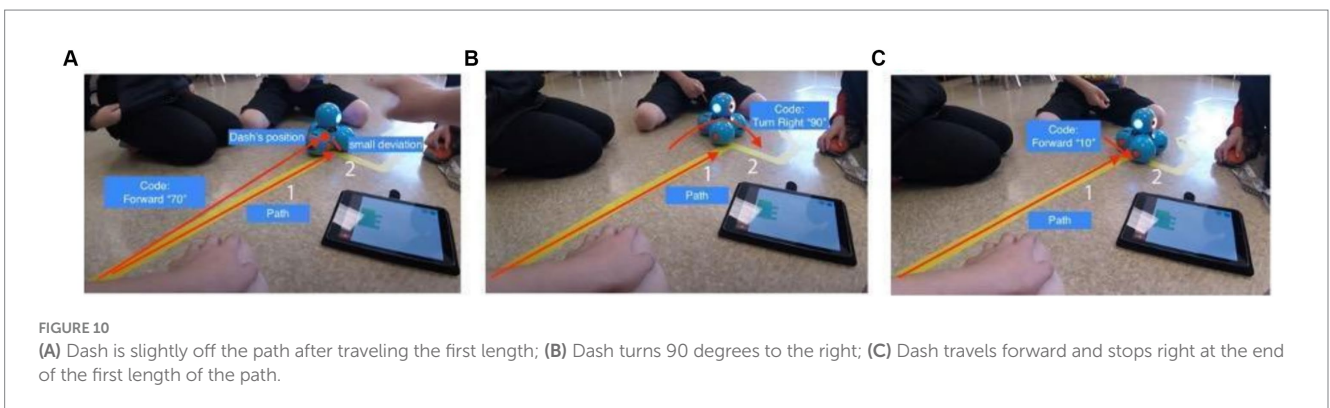 A
B
C
Dash's position
small deviation
Code:
Forward "70"
1
2
Path
Code:
Turn Right "90"
1
2
Path
Code:
Forward "10"
1
2
Path
FIGURE 10
(A) Dash is slightly off the path after traveling the first length; (B) Dash turns 90 degrees to the right; (C) Dash travels forward and stops right at the end
of the first length of the path.